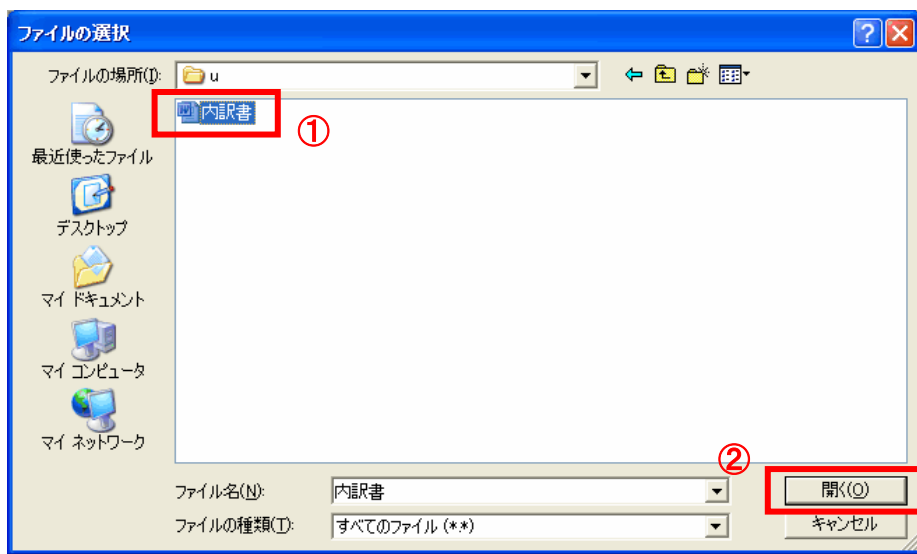 ファイルの選択
ファイルの場所(I):
u
内訳書
①
最近使ったファイル
デスクトップ
マイ ドキュメント
マイ コンピュータ
マイ ネットワーク
②
ファイル名(N):
内訳書
開く(O)
ファイルの種類(T):
すべてのファイル (*.*)
キャンセル